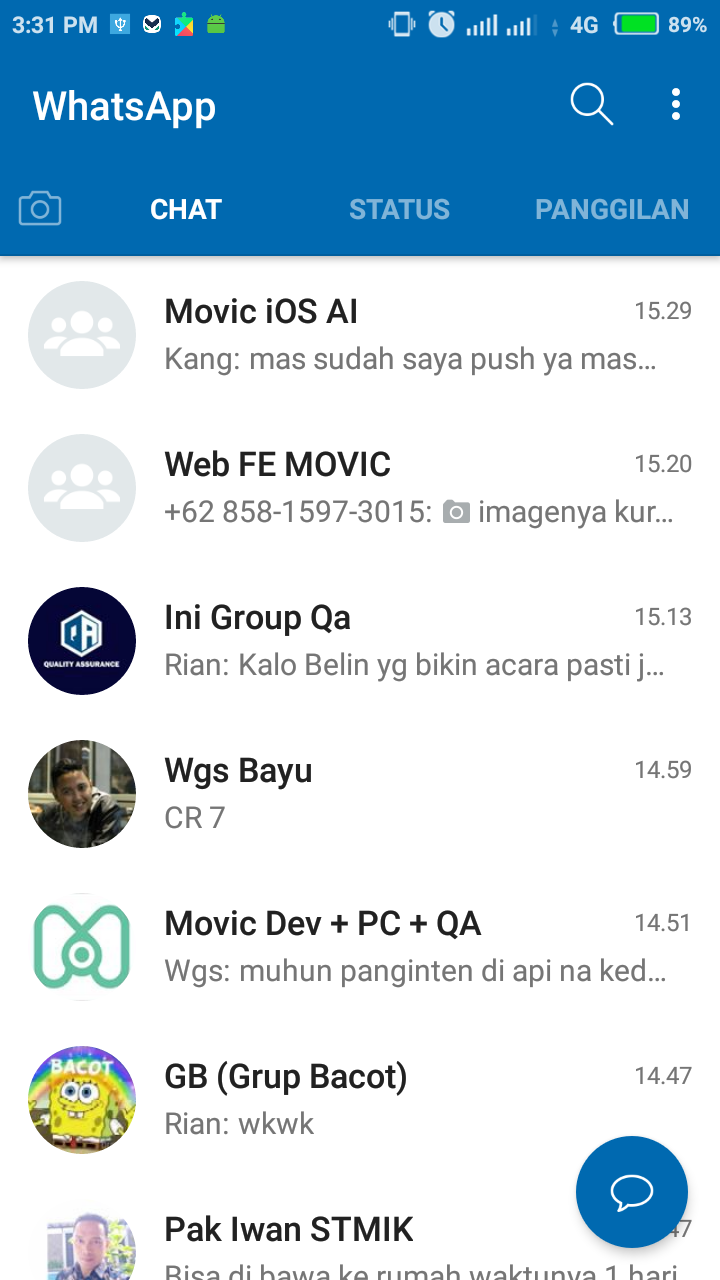 3:31 PM 4G 89%
WhatsApp
CHAT STATUS PANGGILAN
Movic iOS AI 15.29
Kang: mas sudah saya push ya mas...
Web FE MOVIC 15.20
+62 858-1597-3015: imagenya kur...
QA
QUALITY ASSURANCE
Ini Group Qa 15.13
Rian: Kalo Belin yg bikin acara pasti j...
Wgs Bayu 14.59
CR 7
Movic Dev + PC + QA 14.51
Wgs: muhun panginten di api na ked...
BACOT
GB (Grup Bacot) 14.47
Rian: wkwk
Pak Iwan STMIK 47
Bisa di bawa ke rumah waktunya 1 hari